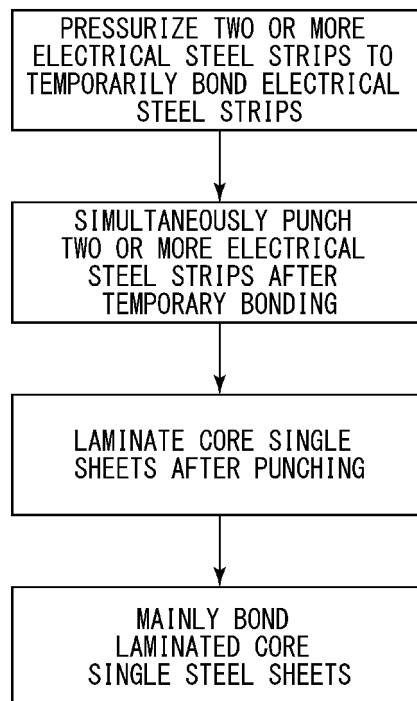 PRESSURIZE TWO OR MORE
ELECTRICAL STEEL STRIPS TO
TEMPORARILY BOND ELECTRICAL
STEEL STRIPS
SIMULTANEOUSLY PUNCH
TWO OR MORE ELECTRICAL
STEEL STRIPS AFTER
TEMPORARY BONDING
LAMINATE CORE SINGLE
SHEETS AFTER PUNCHING
MAINLY BOND
LAMINATED CORE
SINGLE STEEL SHEETS